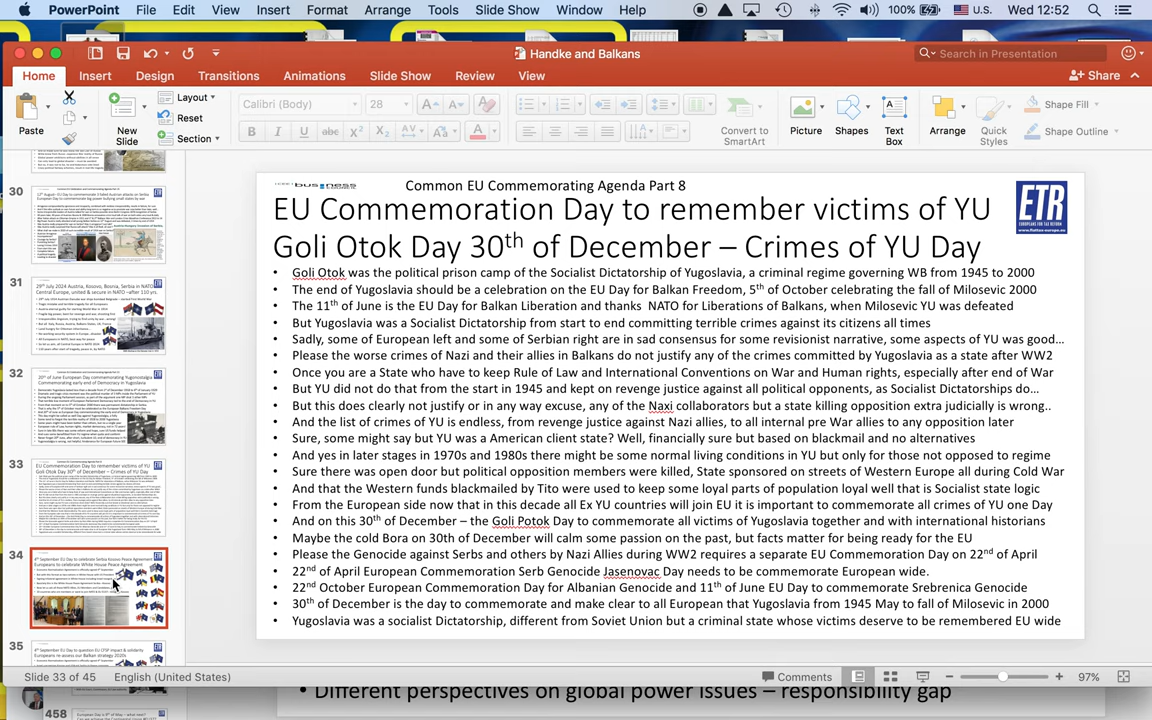 PowerPoint File Edit View Insert Format Arrange Tools Slide Show Window Help 100% U.S. Wed 12:52
Handke and Balkans
Search in Presentation
Home Insert Design Transitions Animations Slide Show Review View
Share
Paste
New
Slide
Layout
Reset
Section
Calibri (Body) 28
Convert to
SmartArt
Picture
Shapes
Text
Box
Arrange
Quick
Styles
Shape Fill
Shape Outline
30
31
32
33
34
35
Common EU Commemorating Agenda Part 8
ETR
EU Commemoration Day to remember victims of YU
Goli Otok Day 30th of December – Crimes of YU Day
• Goli Otok was the political prison camp of the Socialist Dictatorship of Yugoslavia, a criminal regime governing WB from 1945 to 2000
• The end of Yugoslavia should be a celebration on the EU Day for Balkan Freedom, 5th of October celebrating the fall of Milosevic 2000
• The 11th of June is the EU Day for Balkans Liberation and thanks NATO for Liberation of Balkans, when Milosevic YU was defeated
• But Yugoslavia was a Socialist Dictatorship from start to end committing terrible crimes against its citizens all times
• Sadly, some of European left and some of Serbian right are in sad consensus for some revisionist narrative, some aspects of YU was good…
• Please the worse crimes of Nazi and their allies in Balkans do not justify any of the crimes committed by Yugoslavia as a state after WW2
• Once you are a State who have to keep Rule of Law and International Conventions on War and Human rights, especially after end of War
• But YU did not do that from the start in 1945 and kept on revenge justice against all political opponents, as Socialist Dictatorships do…
• But this does clearly not justify or in any way excuse, any of the Naxi collaborators but a state killing opposition extra judicially is wrong..
• And the list of crimes of YU is endless, from revenge justice against Nazi allies, to all interior pre War allies to any opposition later
• Sure, some might say but YU was a American client state? Well, financially sure but based on blackmail and no alternatives
• And yes in later stages in 1970s and 1980s there might be some normal living conditions in YU but only for those not opposed to regime
• Sure there was open door but political opposition members were killed, State sponsored on streets of Western Europe all during Cold War
• And that the Western funds blackmailed by Tito were used to keep some loyal parts of population loyal well that is Socialist state logic
• From the European side now that this decade all Ex YU countries will join EU it is important to commemorate all crimes of YU one Day
• And on this 30th of December – the Goli Potok Day to commemorate all victims of Yugoslavia, once and with international historians
• Maybe the cold Bora on 30th of December will calm some passion on the past, but facts matter for being ready for the EU
• Please the Genocide against Serbs and others by Nazi Allies during WW2 requires a separate EU Commemoration Day on 22nd of April
• 22nd of April European Commemoration Serb Genocide Jasenovac Day needs to be commemorate European wide.
• 22nd October European Commemoration Day for Albanian Genocide and 11th of June EU Day to commemorate Srebrenica Genocide
• 30th of December is the day to commemorate and make clear to all European that Yugoslavia from 1945 May to fall of Milosevic in 2000
• Yugoslavia was a socialist Dictatorship, different from Soviet Union but a criminal state whose victims deserve to be remembered EU wide
Slide 33 of 45 English (United States) Comments 97%
458
• Different perspectives on global power issues – responsibility gap